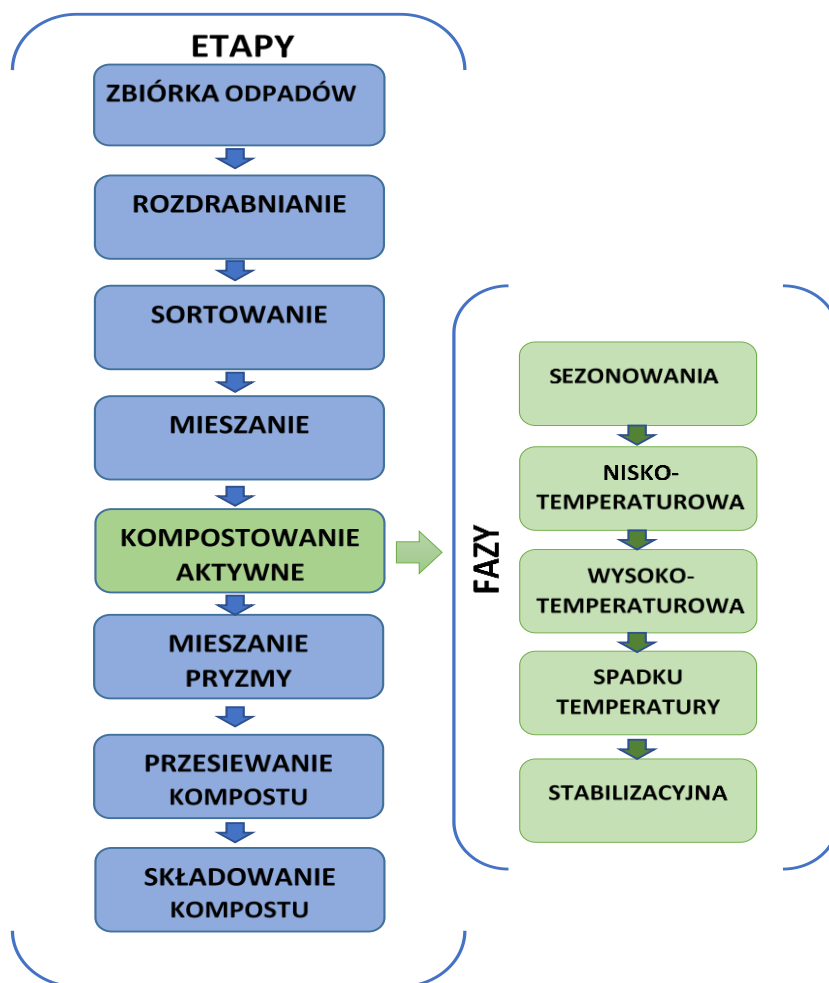 ETAPY
ZBIÓRKA ODPADÓW
ROZDRABNIANIE
SORTOWANIE
MIESZANIE
KOMPOSTOWANIE
AKTYWNE
MIESZANIE
PRYZMY
PRZESIEWANIE
KOMPOSTU
SKŁADOWANIE
KOMPOSTU
FAZY
SEZONOWANIA
NISKO-
TEMPERATUROWA
WYSOKO-
TEMPERATUROWA
SPADKU
TEMPERATURY
STABILIZACYJNA